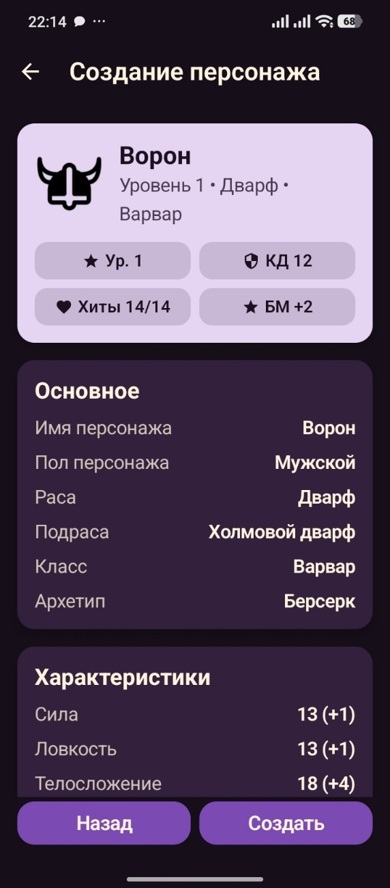 22:14 ... 68
Создание персонажа
Ворон
Уровень 1 • Дварф •
Варвар
Ур. 1 КД 12
Хиты 14/14 БМ +2
Основное
Имя персонажа Ворон
Пол персонажа Мужской
Раса Дварф
Подраса Холмовой дварф
Класс Варвар
Архетип Берсерк
Характеристики
Сила 13 (+1)
Ловкость 13 (+1)
Телосложение 18 (+4)
Назад Создать